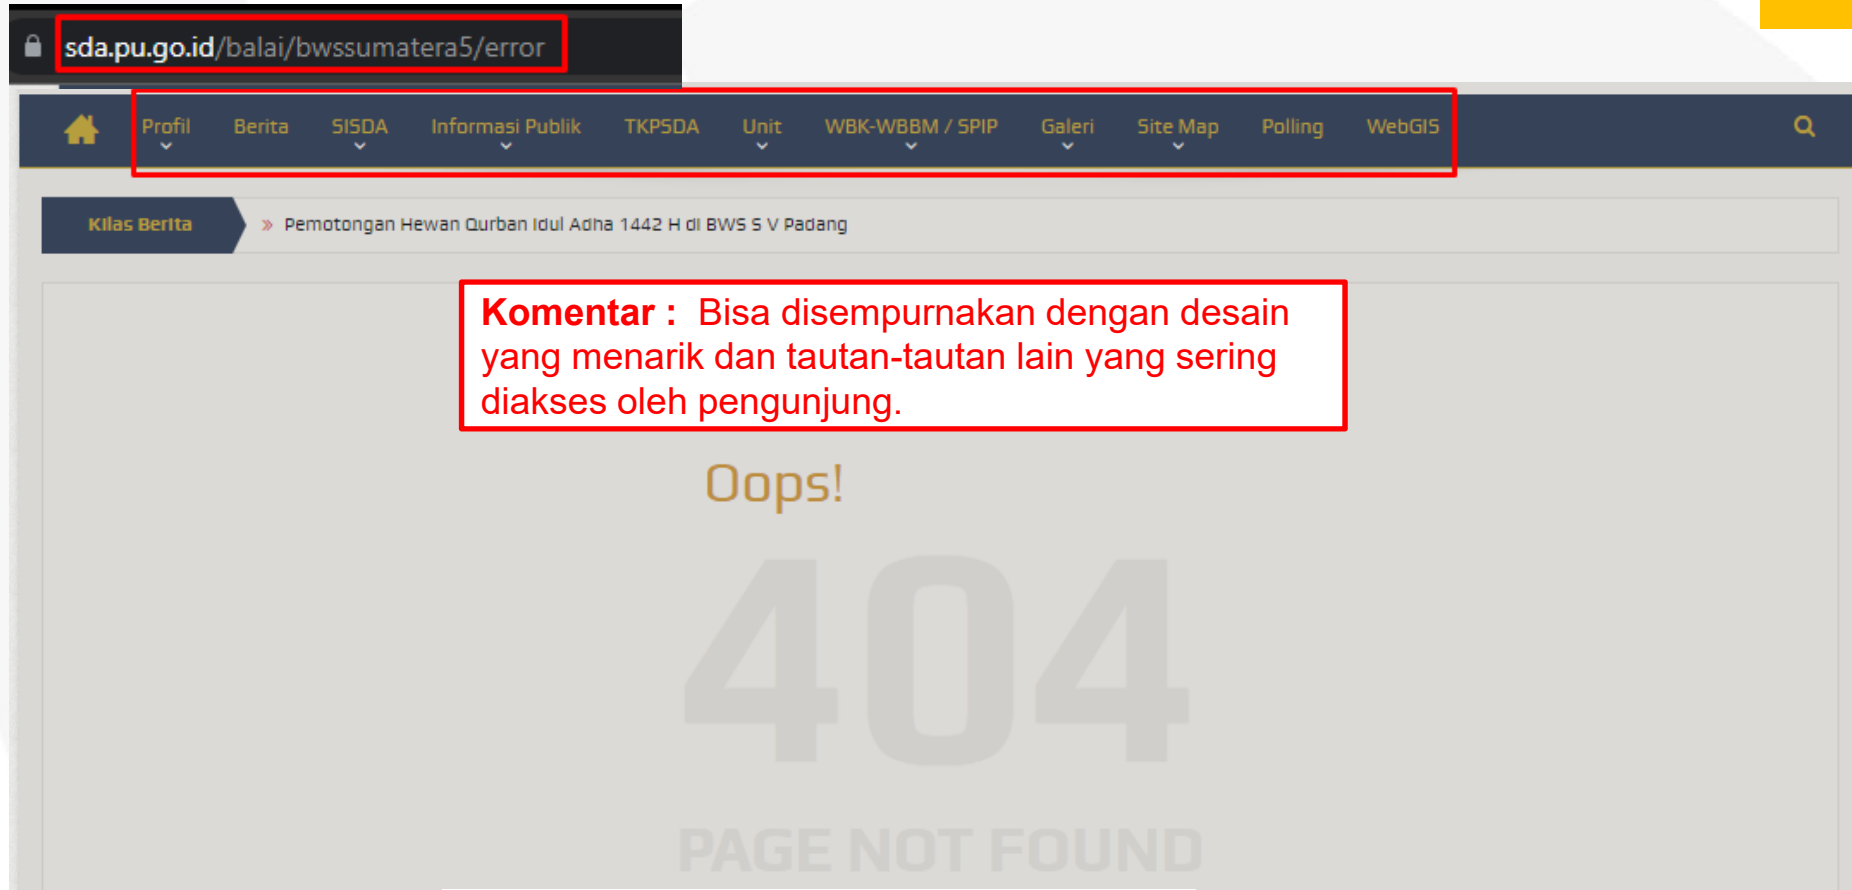 sda.pu.go.id/balai/bwssumatera5/error
Profil Berita SISDA Informasi Publik TKPSDA Unit WBK-WBBM / SPIP Galeri Site Map Polling WebGIS
Kilas Berita » Pemotongan Hewan Qurban Idul Adha 1442 H di BWS S V Padang
Komentar : Bisa disempurnakan dengan desain
yang menarik dan tautan-tautan lain yang sering
diakses oleh pengunjung.
Oops!
404
PAGE NOT FOUND